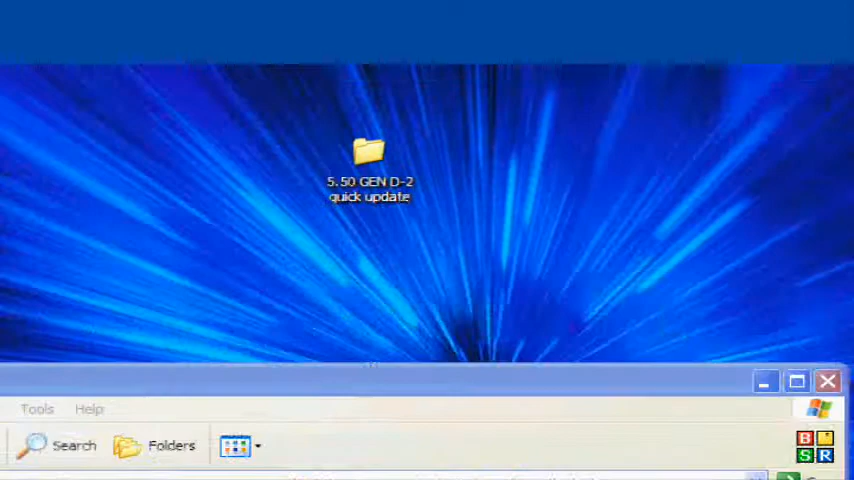 5.50 GEN D-2
quick update
Tools Help
Search Folders
B
S R